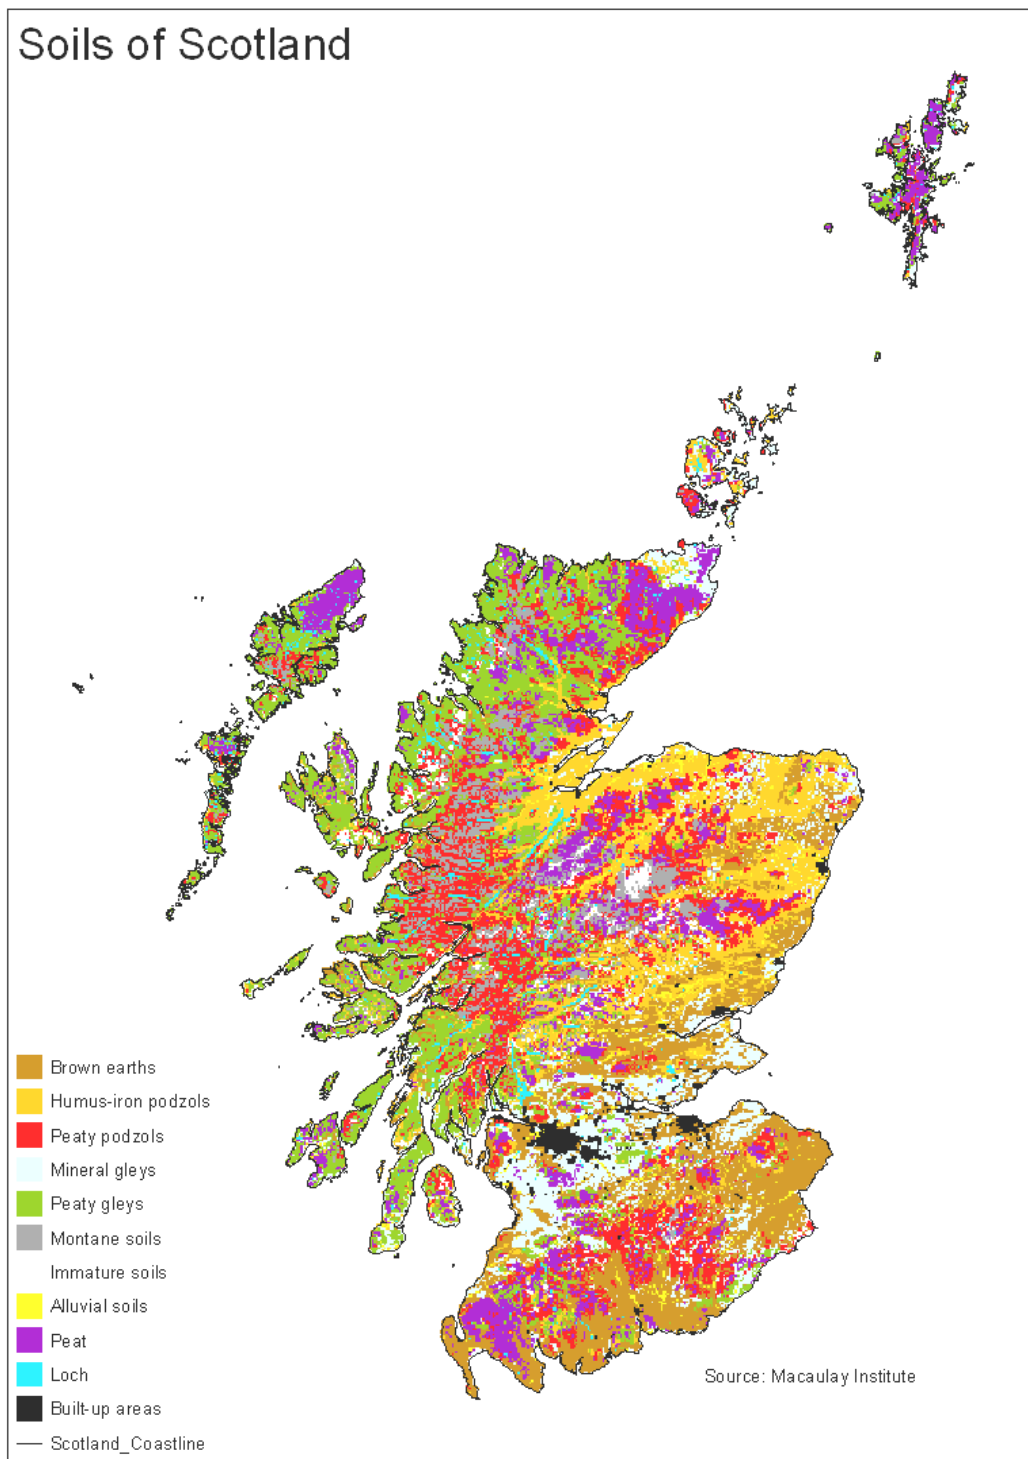 Soils of Scotland
Brown earths
Humus-iron podzols
Peaty podzols
Mineral gleys
Peaty gleys
Montane soils
Immature soils
Alluvial soils
Peat
Loch
Built-up areas
Scotland_Coastline
Source: Macaulay Institute